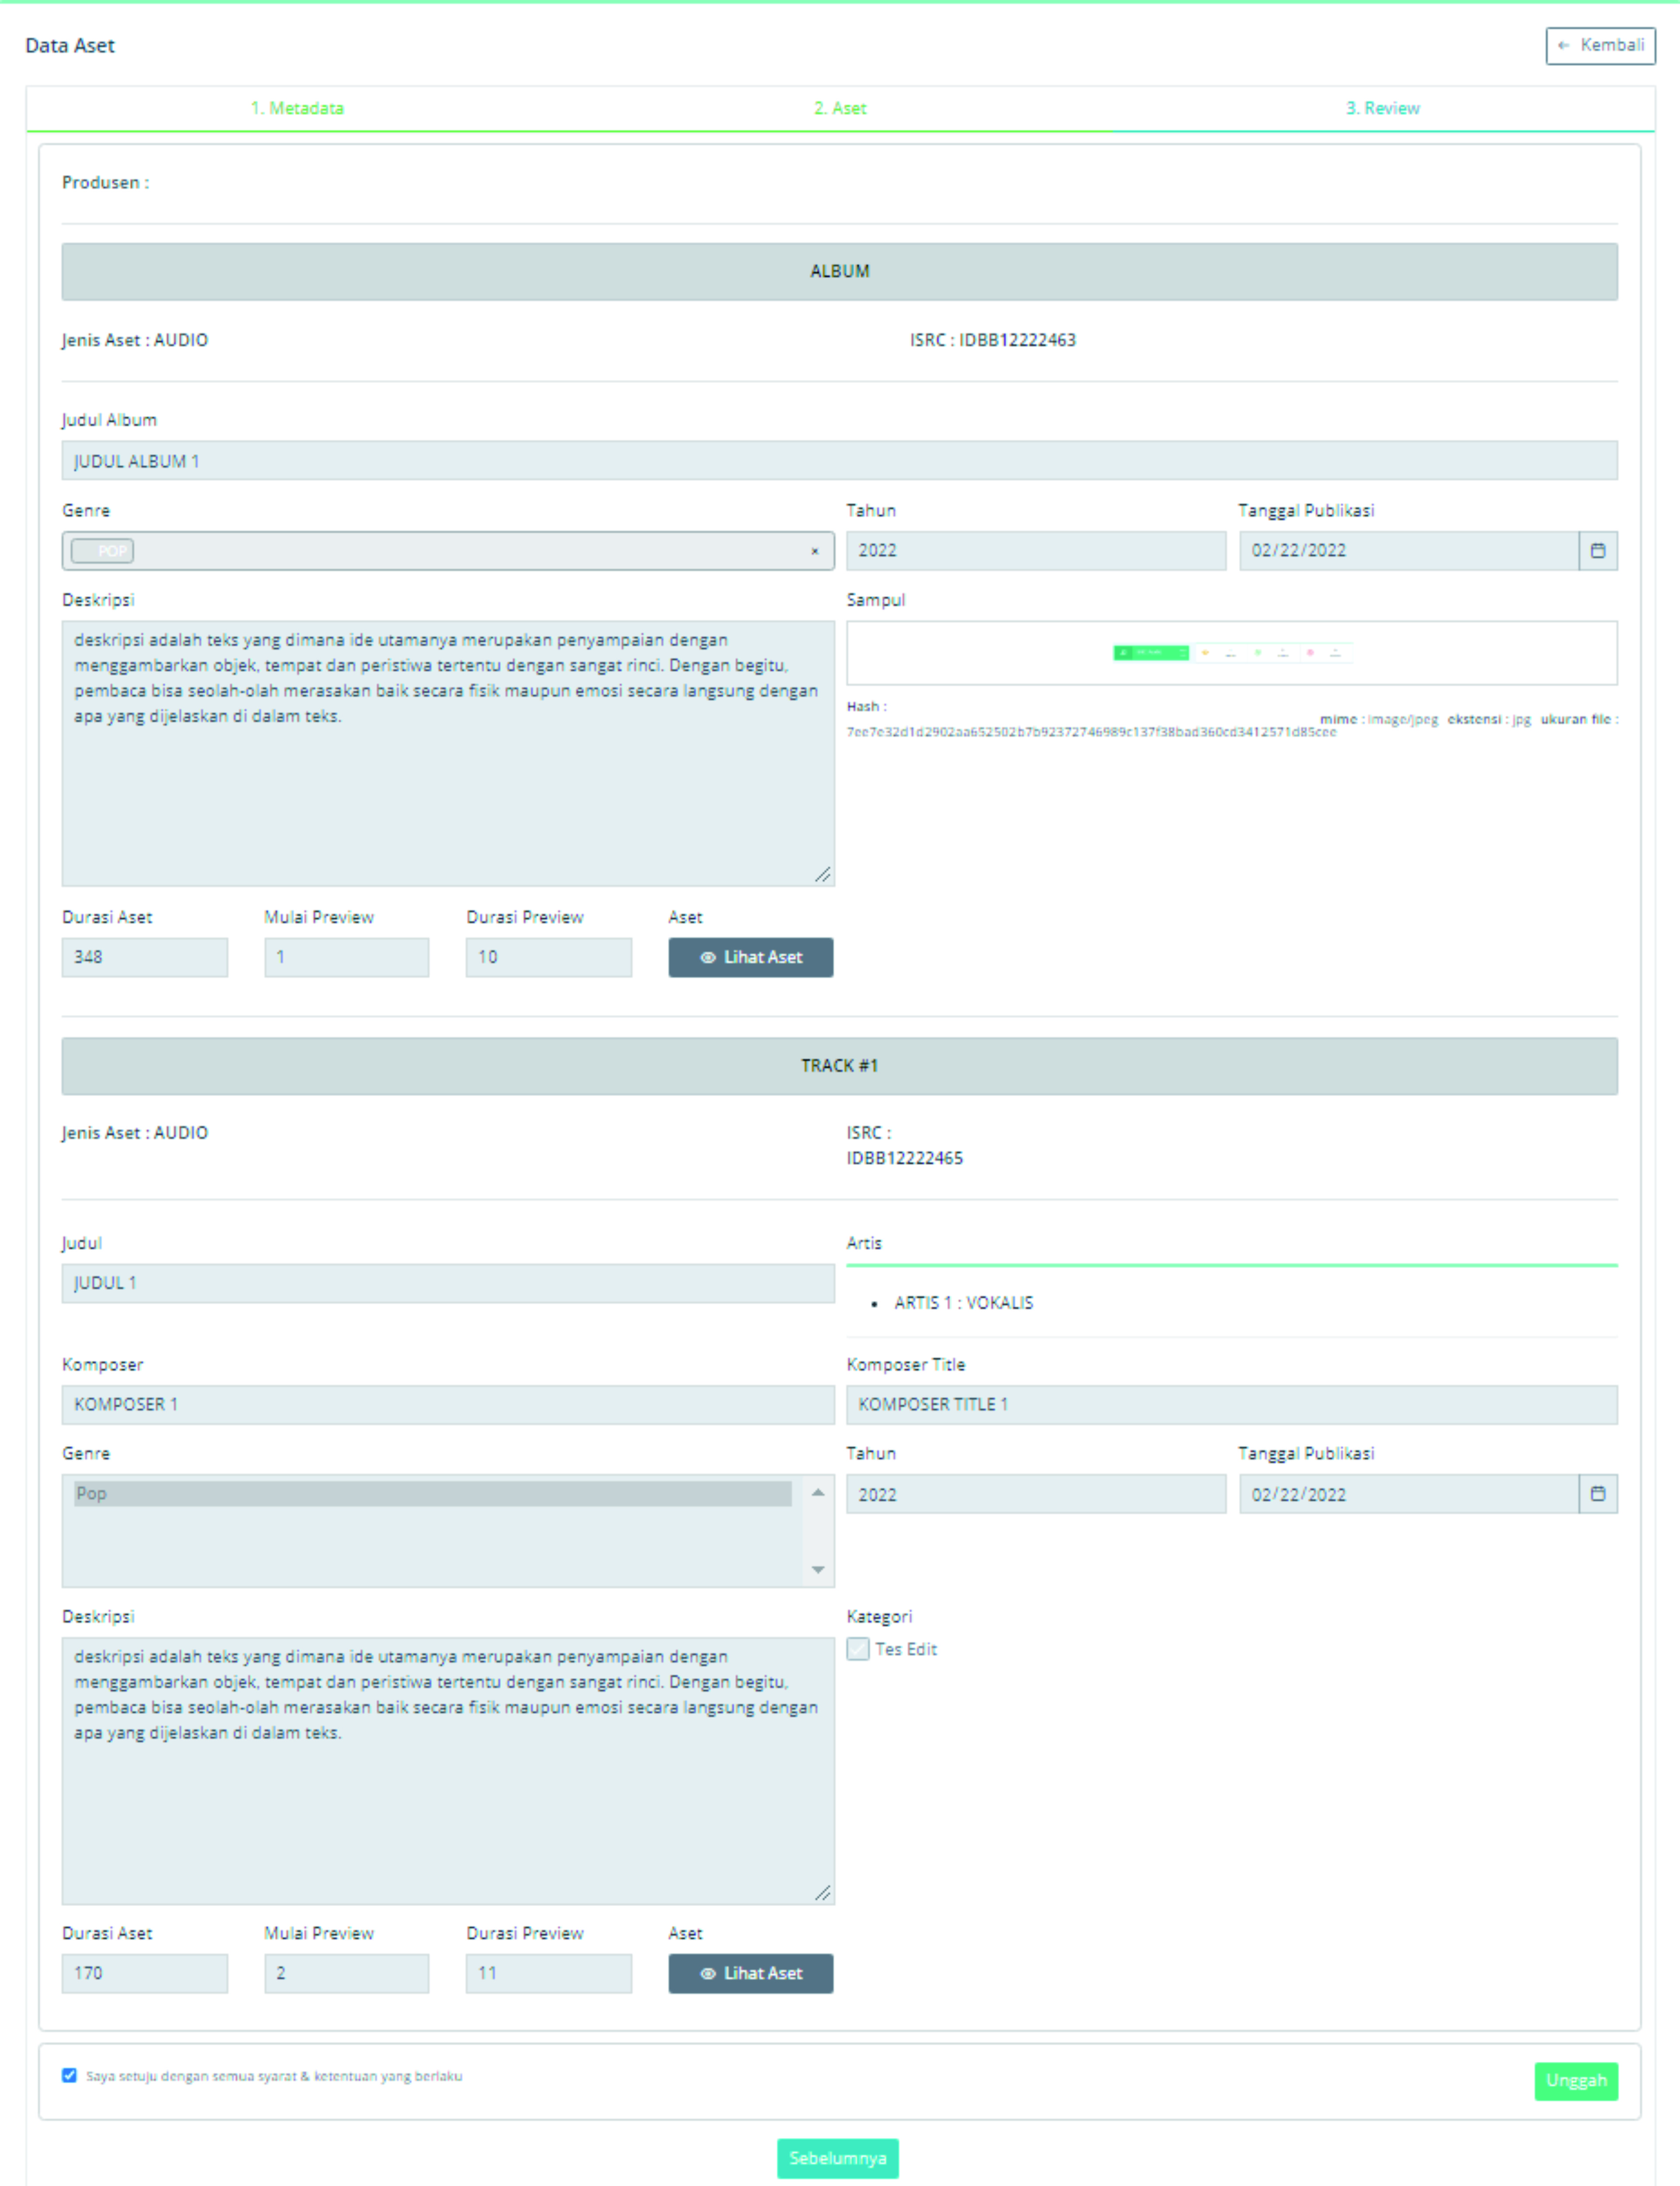 Data Aset
← Kembali
1. Metadata
2. Aset
3. Review
Produsen :
ALBUM
Jenis Aset : AUDIO
ISRC : IDBB12222463
Judul Album
JUDUL ALBUM 1
Genre
Tahun
Tanggal Publikasi
POP
×
2022
02/22/2022
Deskripsi
Sampul
deskripsi adalah teks yang dimana ide utamanya merupakan penyampaian dengan
menggambarkan objek, tempat dan peristiwa tertentu dengan sangat rinci. Dengan begitu,
pembaca bisa seolah-olah merasakan baik secara fisik maupun emosi secara langsung dengan
apa yang dijelaskan di dalam teks.
Hash :
mime : image/jpeg ekstensi : jpg ukuran file :
7ee7e32d1d2902aa652502b7b92372746989c137f38bad360cd3412571d85cee
Durasi Aset
Mulai Preview
Durasi Preview
Aset
348
1
10
Lihat Aset
TRACK #1
Jenis Aset : AUDIO
ISRC :
IDBB12222465
Judul
Artis
JUDUL 1
• ARTIS 1 : VOKALIS
Komposer
Komposer Title
KOMPOSER 1
KOMPOSER TITLE 1
Genre
Tahun
Tanggal Publikasi
Pop
2022
02/22/2022
Deskripsi
Kategori
Tes Edit
deskripsi adalah teks yang dimana ide utamanya merupakan penyampaian dengan
menggambarkan objek, tempat dan peristiwa tertentu dengan sangat rinci. Dengan begitu,
pembaca bisa seolah-olah merasakan baik secara fisik maupun emosi secara langsung dengan
apa yang dijelaskan di dalam teks.
Durasi Aset
Mulai Preview
Durasi Preview
Aset
170
2
11
Lihat Aset
Saya setuju dengan semua syarat & ketentuan yang berlaku
Unggah
Sebelumnya